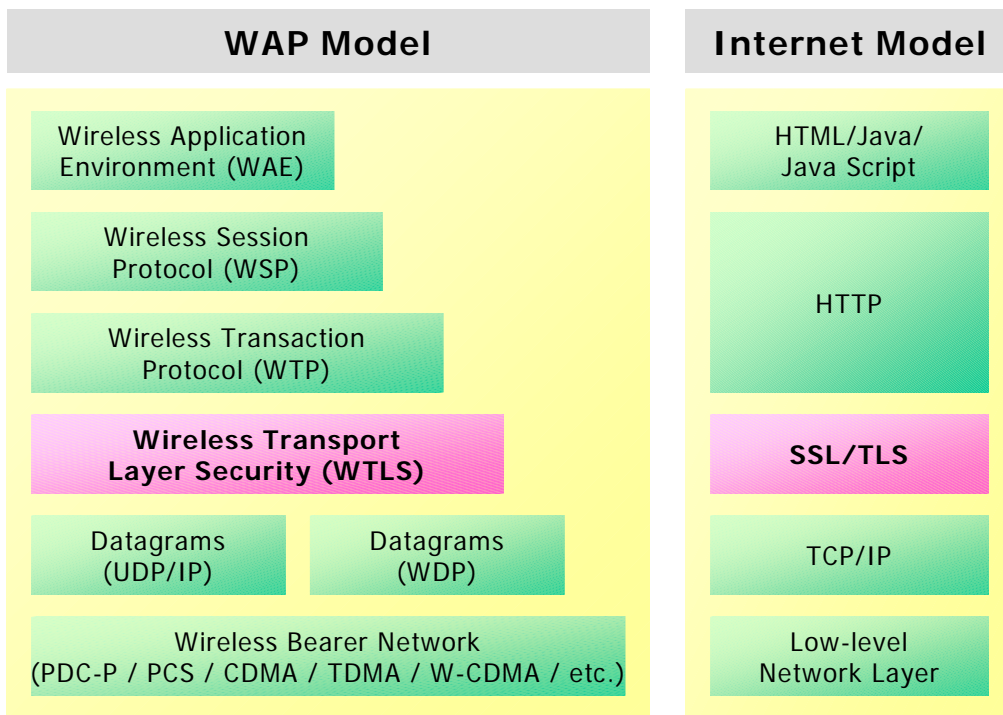 WAP Model
Wireless Application
Environment (WAE)
Wireless Session
Protocol (WSP)
Wireless Transaction
Protocol (WTP)
Wireless Transport
Layer Security (WTLS)
Datagrams
(UDP/IP)
Datagrams
(WDP)
Wireless Bearer Network
(PDC-P / PCS / CDMA / TDMA / W-CDMA / etc.)
Internet Model
HTML/Java/
Java Script
HTTP
SSL/TLS
TCP/IP
Low-level
Network Layer